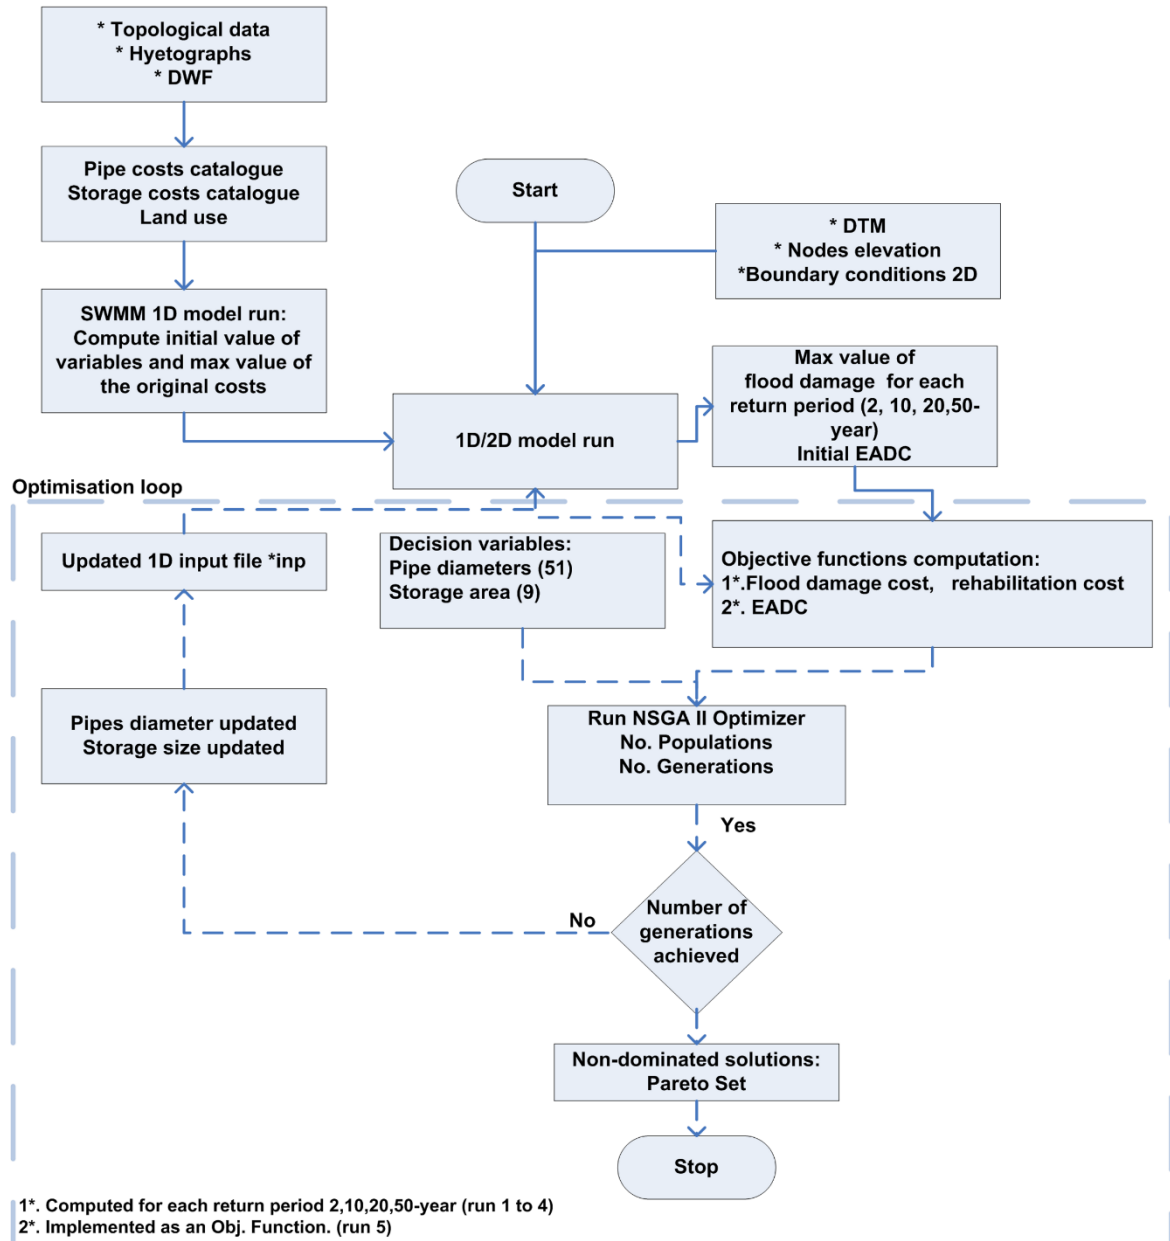 * Topological data
* Hyetographs
* DWF
Pipe costs catalogue
Storage costs catalogue
Land use
Start
* DTM
* Nodes elevation
*Boundary conditions 2D
SWMM 1D model run:
Compute initial value of
variables and max value of
the original costs
1D/2D model run
Max value of
flood damage for each
return period (2, 10, 20,50-
year)
Initial EADC
Optimisation loop
Updated 1D input file *inp
Decision variables:
Pipe diameters (51)
Storage area (9)
Objective functions computation:
1*.Flood damage cost, rehabilitation cost
2*. EADC
Pipes diameter updated
Storage size updated
Run NSGA II Optimizer
No. Populations
No. Generations
Yes
No
Number of
generations
achieved
Non-dominated solutions:
Pareto Set
Stop
1*. Computed for each return period 2,10,20,50-year (run 1 to 4)
2*. Implemented as an Obj. Function. (run 5)